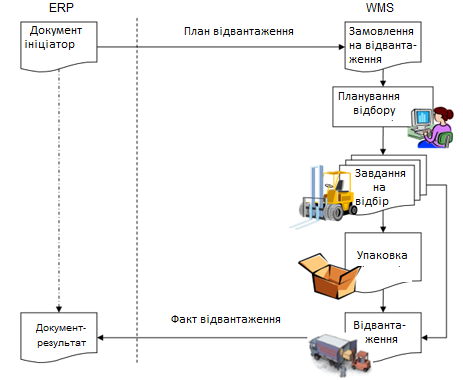 ERP
WMS
Документ
ініціатор
План відвантаження
Замовлення
на відванта-
ження
Планування
відбору
Завдання
на
відбір
Упаковка
Факт відвантаження
Документ-
результат
Відванта-
ження